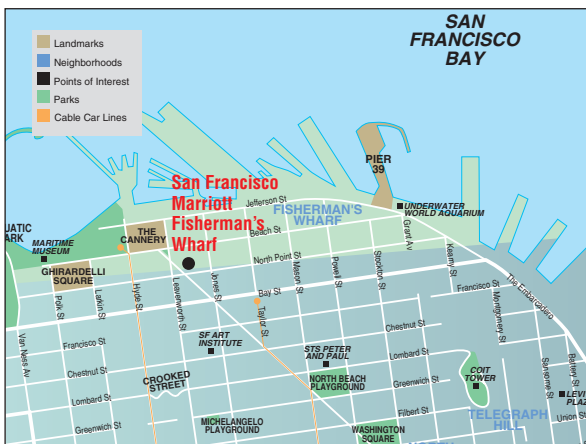 SAN
FRANCISCO
BAY
Landmarks
Neighborhoods
Points of Interest
Parks
Cable Car Lines
PIER
39
San Francisco
Marriott
Fisherman's
Wharf
Jefferson St
FISHERMAN'S
WHARF
UNDERWATER
WORLD AQUARIUM
UATIC
ARK
MARITIME
MUSEUM
THE
CANNERY
Beach St
Grant Av
GHIRARDELLI
SQUARE
North Point St
Mason St
Powell St
Stockton St
Kearny St
The Embarcadero
Polk St
Larkin St
Hyde St
Leavenworth St
Jones St
Bay St
Taylor St
Francisco St
Montgomery St
Van Ness Av
Francisco St
SF ART
INSTITUTE
Chestnut St
STS PETER
AND PAUL
Lombard St
Chestnut St
CROOKED
STREET
NORTH BEACH
PLAYGROUND
Greenwich St
COIT
TOWER
Sansome St
Battery St
LEVI
PLAZ
Lombard St
Filbert St
TELEGRAPH
HILL
Union St
Greenwich St
MICHELANGELO
PLAYGROUND
WASHINGTON
SQUARE